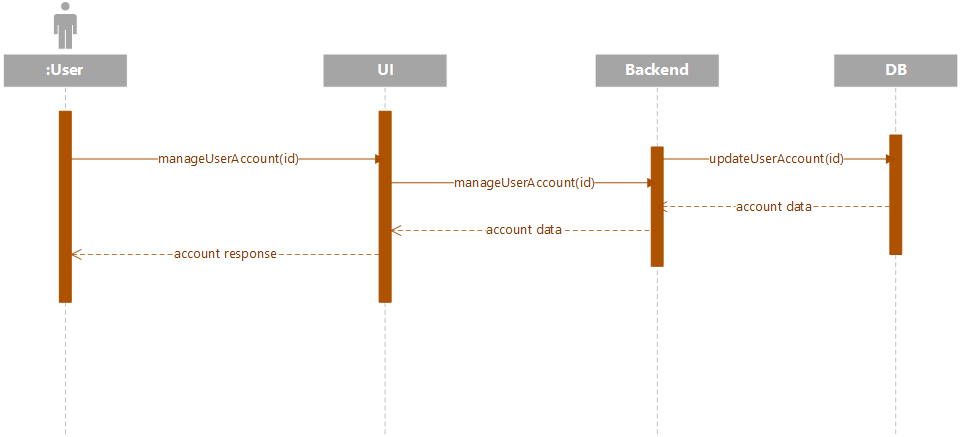 :User
UI
Backend
DB
manageUserAccount(id)
updateUserAccount(id)
manageUserAccount(id)
account data
account data
account response